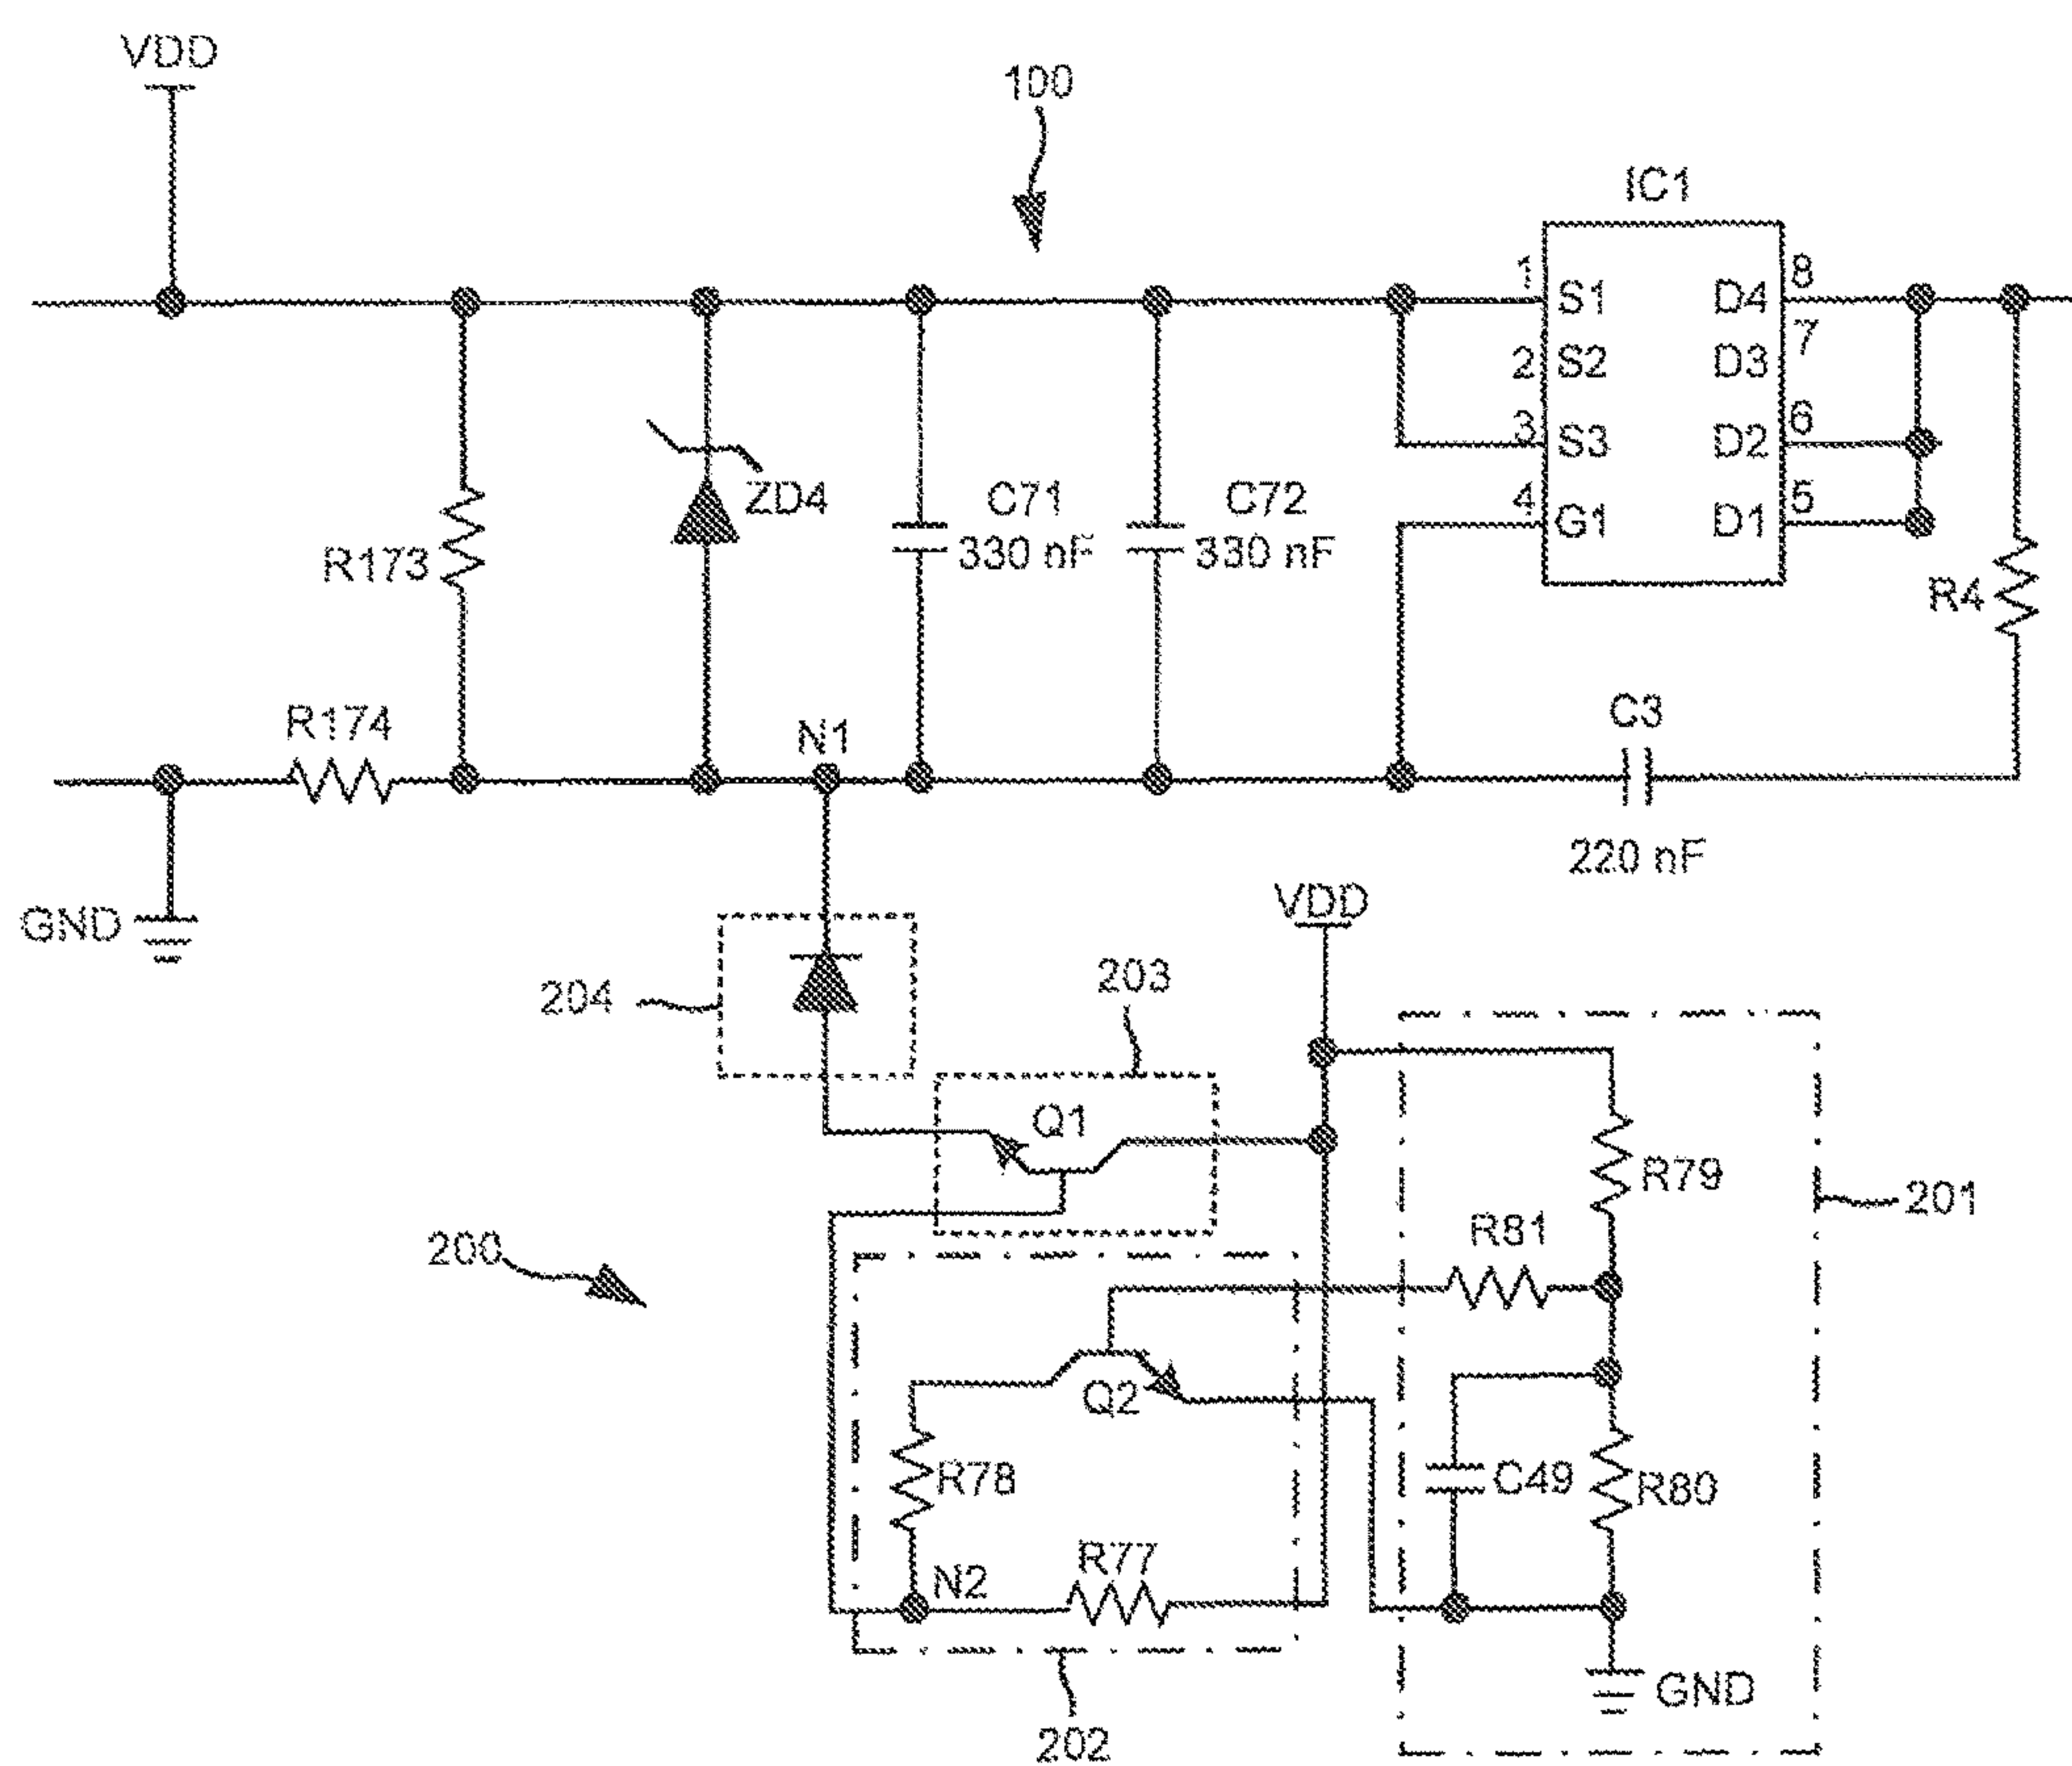 VDD
100
IC1
1
S1
D4
8
7
2
S2
D3
3
S3
D2
6
4
G1
D1
5
ZD4
C71
330 nF
C72
330 nF
R173
R4
R174
N1
C3
220 nF
GND
VDD
204
203
Q1
R79
201
R81
200
Q2
R78
C49
R80
R77
N2
GND
202